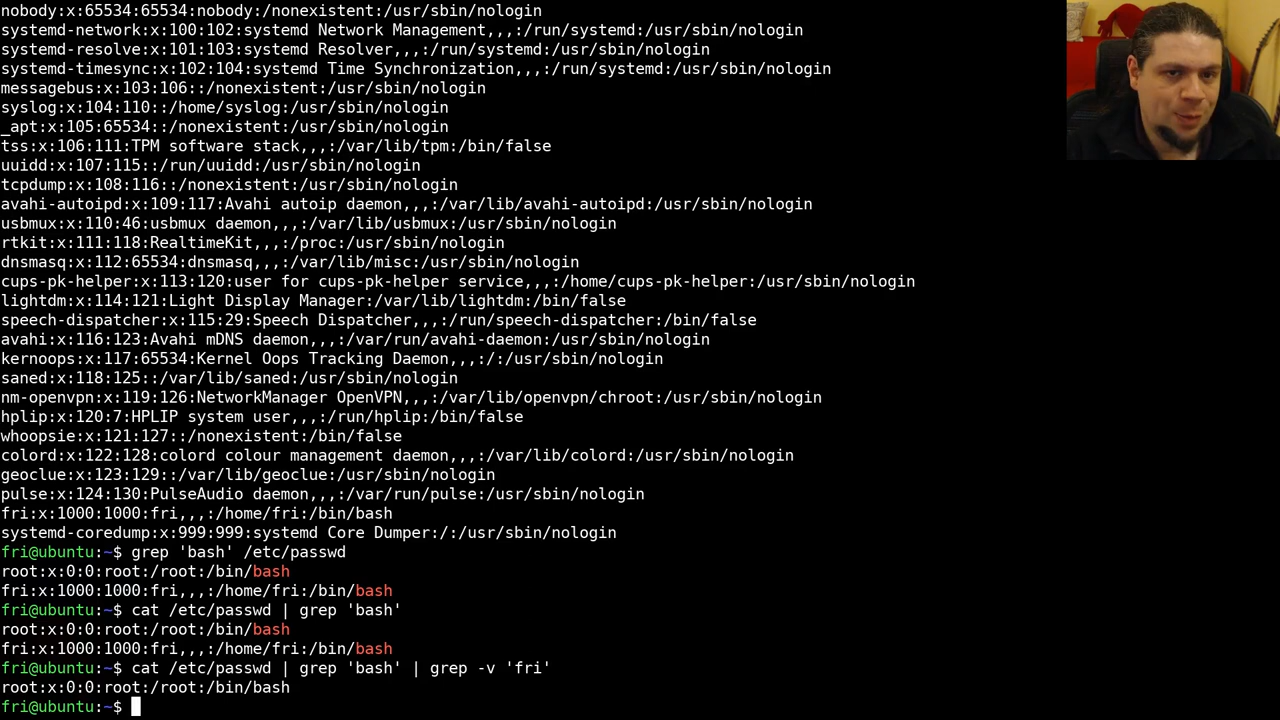 nobody:x:65534:65534:nobody:/nonexistent:/usr/sbin/nologin
systemd-network:x:100:102:systemd Network Management,,,:/run/systemd:/usr/sbin/nologin
systemd-resolve:x:101:103:systemd Resolver,,,:/run/systemd:/usr/sbin/nologin
systemd-timesync:x:102:104:systemd Time Synchronization,,,:/run/systemd:/usr/sbin/nologin
messagebus:x:103:106::/nonexistent:/usr/sbin/nologin
syslog:x:104:110::/home/syslog:/usr/sbin/nologin
_apt:x:105:65534::/nonexistent:/usr/sbin/nologin
tss:x:106:111:TPM software stack,,,:/var/lib/tpm:/bin/false
uuidd:x:107:115::/run/uuidd:/usr/sbin/nologin
tcpdump:x:108:116::/nonexistent:/usr/sbin/nologin
avahi-autoipd:x:109:117:Avahi autoip daemon,,,:/var/lib/avahi-autoipd:/usr/sbin/nologin
usbmux:x:110:46:usbmux daemon,,,:/var/lib/usbmux:/usr/sbin/nologin
rtkit:x:111:118:RealtimeKit,,,:/proc:/usr/sbin/nologin
dnsmasq:x:112:65534:dnsmasq,,,:/var/lib/misc:/usr/sbin/nologin
cups-pk-helper:x:113:120:user for cups-pk-helper service,,,:/home/cups-pk-helper:/usr/sbin/nologin
lightdm:x:114:121:Light Display Manager:/var/lib/lightdm:/bin/false
speech-dispatcher:x:115:29:Speech Dispatcher,,,:/run/speech-dispatcher:/bin/false
avahi:x:116:123:Avahi mDNS daemon,,,:/var/run/avahi-daemon:/usr/sbin/nologin
kernoops:x:117:65534:Kernel Oops Tracking Daemon,,,:/:/usr/sbin/nologin
saned:x:118:125::/var/lib/saned:/usr/sbin/nologin
nm-openvpn:x:119:126:NetworkManager OpenVPN,,,:/var/lib/openvpn/chroot:/usr/sbin/nologin
hplip:x:120:7:HPLIP system user,,,:/run/hplip:/bin/false
whoopsie:x:121:127::/nonexistent:/bin/false
colord:x:122:128:colord colour management daemon,,,:/var/lib/colord:/usr/sbin/nologin
geoclue:x:123:129::/var/lib/geoclue:/usr/sbin/nologin
pulse:x:124:130:PulseAudio daemon,,,:/var/run/pulse:/usr/sbin/nologin
fri:x:1000:1000:fri,,,:/home/fri:/bin/bash
systemd-coredump:x:999:999:systemd Core Dumper:/:/usr/sbin/nologin
fri@ubuntu:~$ grep 'bash' /etc/passwd
root:x:0:0:root:/root:/bin/bash
fri:x:1000:1000:fri,,,:/home/fri:/bin/bash
fri@ubuntu:~$ cat /etc/passwd | grep 'bash'
root:x:0:0:root:/root:/bin/bash
fri:x:1000:1000:fri,,,:/home/fri:/bin/bash
fri@ubuntu:~$ cat /etc/passwd | grep 'bash' | grep -v 'fri'
root:x:0:0:root:/root:/bin/bash
fri@ubuntu:~$